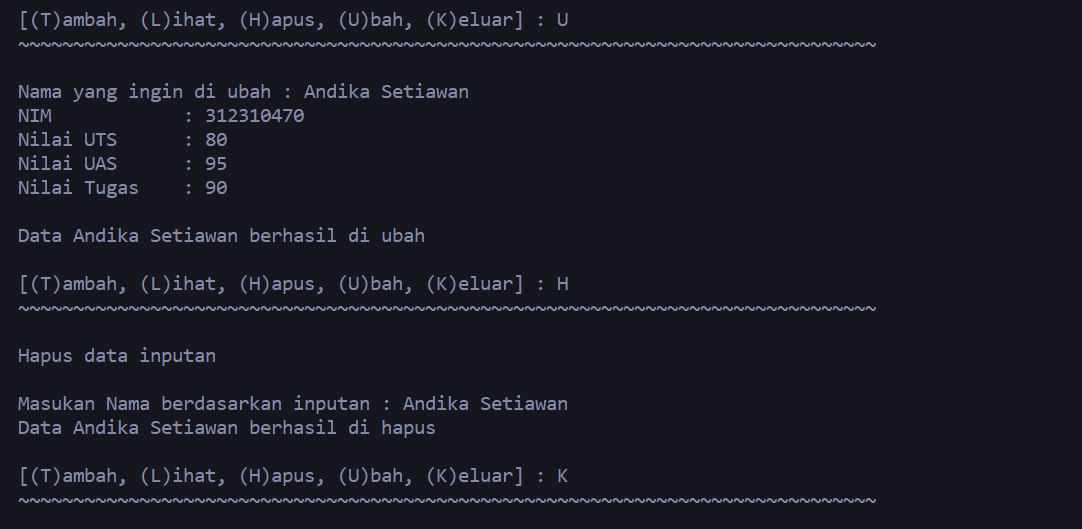 [(T)ambah, (L)ihat, (H)apus, (U)bah, (K)eluar] : U
~~~~~~~~~~~~~~~~~~~~~~~~~~~~~~~~~~~~~~~~~~~~~~~~~~~~~~~~~~~~~~~~~~~~~~~~~~~~~~
Nama yang ingin di ubah : Andika Setiawan
NIM            : 312310470
Nilai UTS      : 80
Nilai UAS      : 95
Nilai Tugas    : 90
Data Andika Setiawan berhasil di ubah
[(T)ambah, (L)ihat, (H)apus, (U)bah, (K)eluar] : H
~~~~~~~~~~~~~~~~~~~~~~~~~~~~~~~~~~~~~~~~~~~~~~~~~~~~~~~~~~~~~~~~~~~~~~~~~~~~~~
Hapus data inputan
Masukan Nama berdasarkan inputan : Andika Setiawan
Data Andika Setiawan berhasil di hapus
[(T)ambah, (L)ihat, (H)apus, (U)bah, (K)eluar] : K
~~~~~~~~~~~~~~~~~~~~~~~~~~~~~~~~~~~~~~~~~~~~~~~~~~~~~~~~~~~~~~~~~~~~~~~~~~~~~~